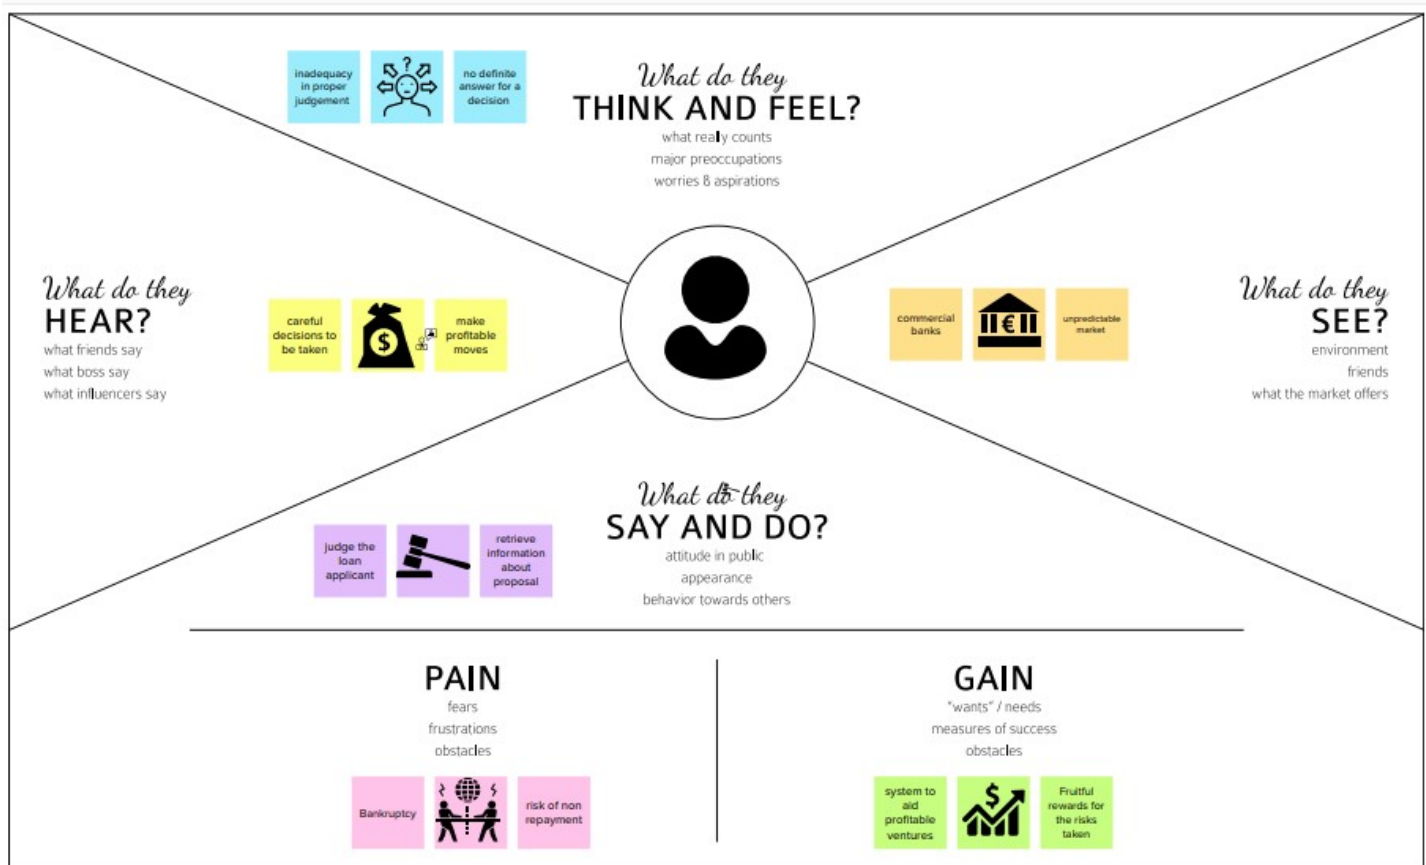 inadequacy
in proper
judgement
?
no definite
answer for a
decision
What do they
THINK AND FEEL?
what really counts
major preoccupations
worries & aspirations
What do they
HEAR?
what friends say
what boss say
what influencers say
careful
decisions to
be taken
$
make
profitable
moves
commercial
banks
€
unpredictable
market
What do they
SEE?
environment
friends
what the market offers
What do they
SAY AND DO?
attitude in public
appearance
behavior towards others
judge the
loan
applicant
retrieve
information
about
proposal
PAIN
fears
frustrations
obstacles
Bankruptcy
risk of non
repayment
GAIN
"wants" / needs
measures of success
obstacles
system to
aid
profitable
ventures
$
Fruitful
rewards for
the risks
taken